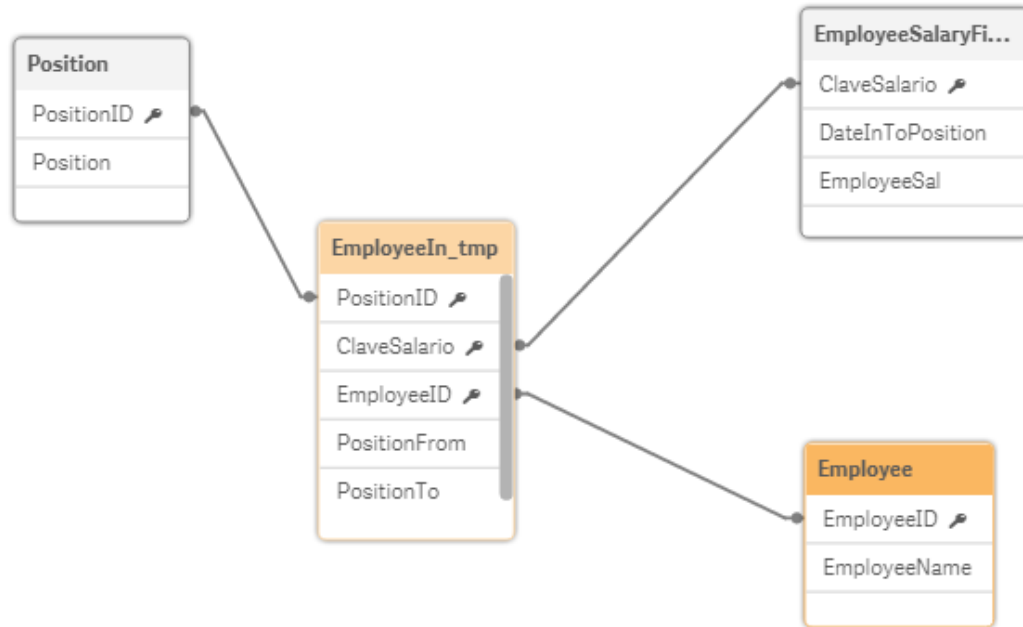 Position
PositionID
Position
EmployeeIn_tmp
PositionID
ClaveSalario
EmployeeID
PositionFrom
PositionTo
EmployeeSalaryFi...
ClaveSalario
DateInToPosition
EmployeeSal
Employee
EmployeeID
EmployeeName